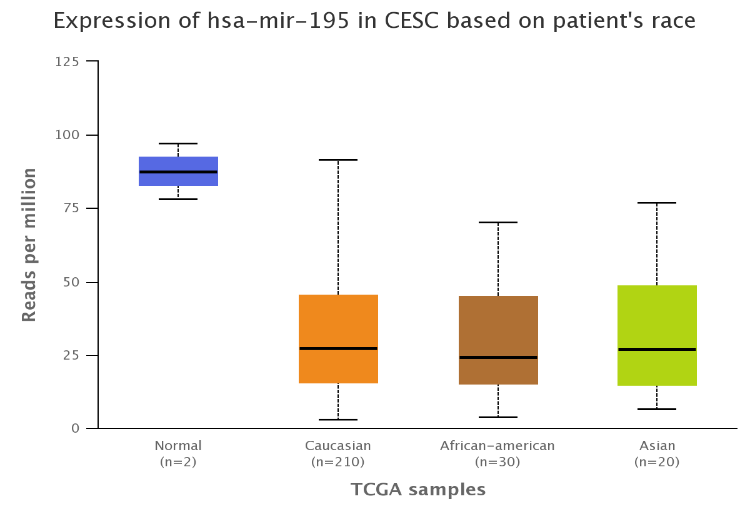 Expression of hsa-mir-195 in CESC based on patient's race
125
100
75
50
25
0
Reads per million
Normal
(n=2)
Caucasian
(n=210)
African-american
(n=30)
Asian
(n=20)
TCGA samples